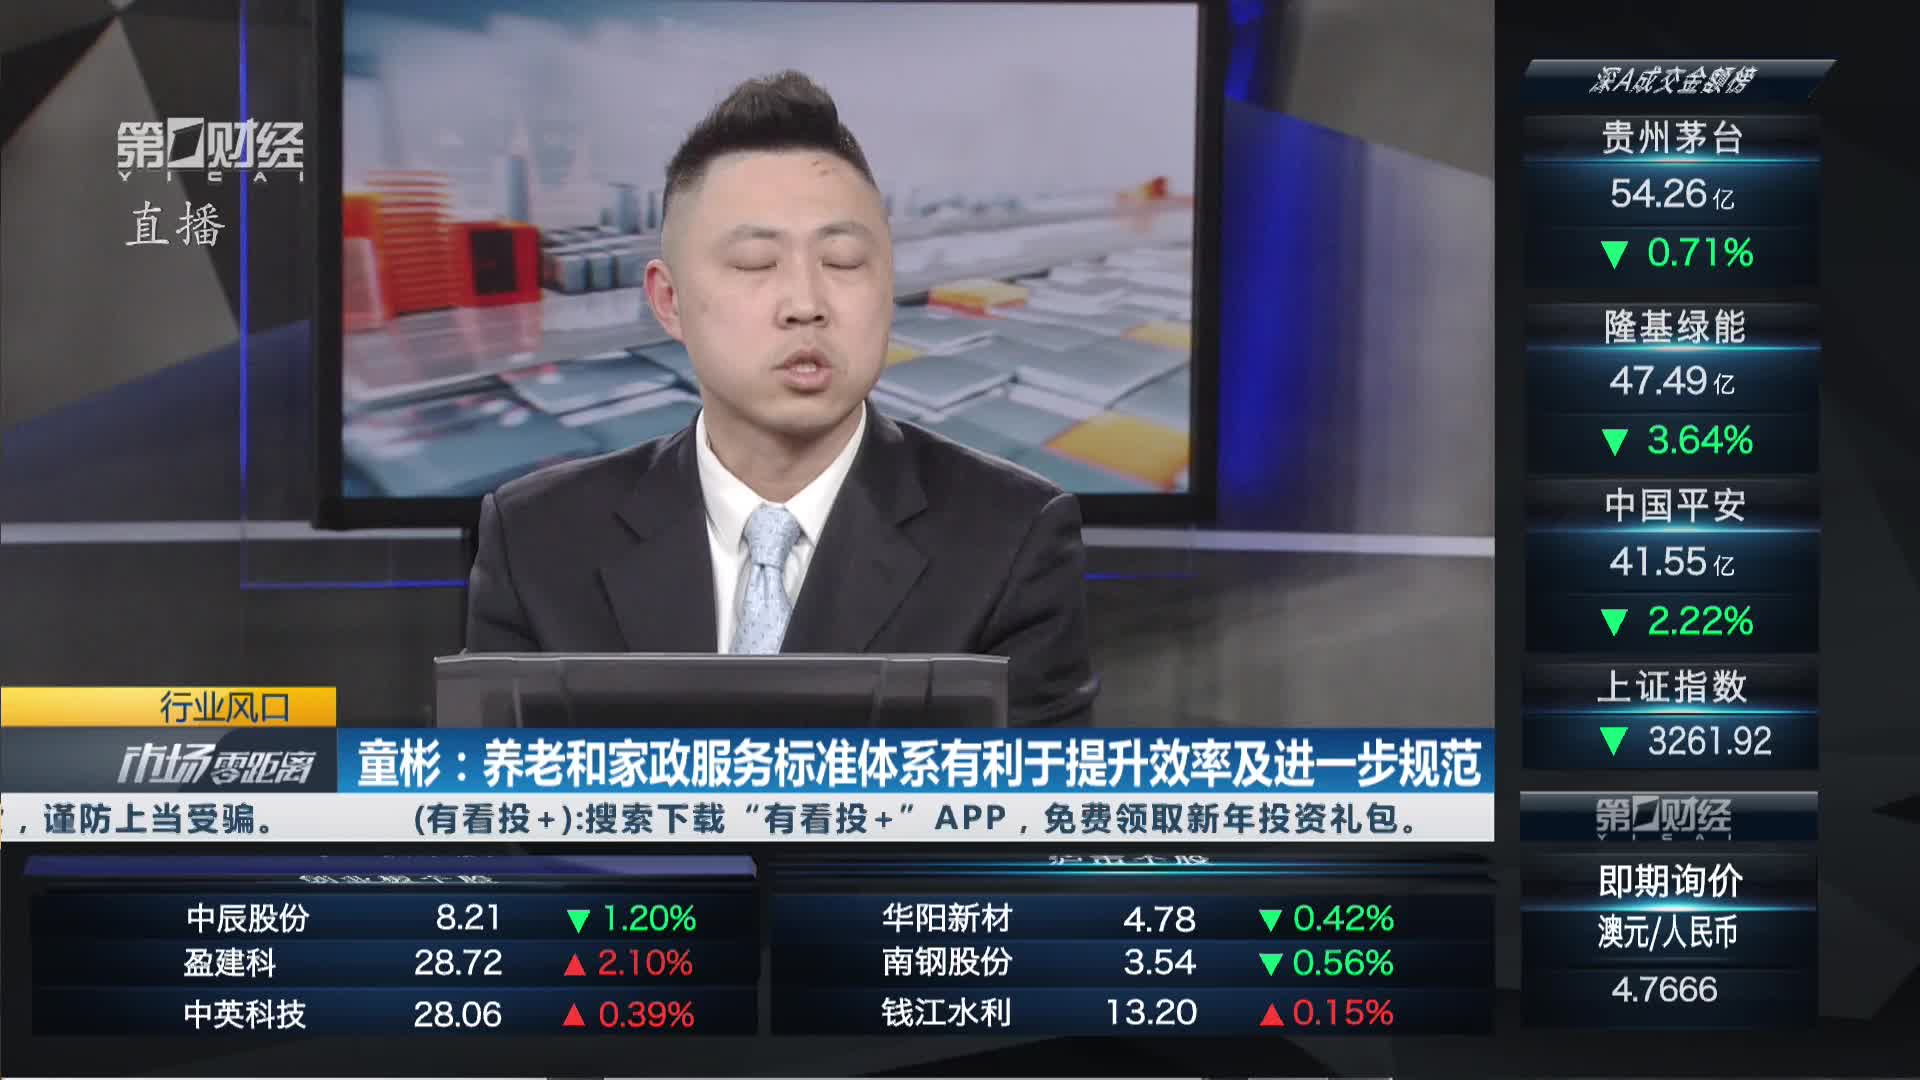 第一财经
YICAI
直播
深A成交金额榜
贵州茅台
54.26亿
▼ 0.71%
隆基绿能
47.49亿
▼ 3.64%
中国平安
41.55亿
▼ 2.22%
上证指数
▼ 3261.92
第一财经
YICAI
即期询价
澳元/人民币
4.7666
行业风口
市场零距离
童彬：养老和家政服务标准体系有利于提升效率及进一步规范
，谨防上当受骗。 (有看投+):搜索下载“有看投+”APP，免费领取新年投资礼包。
中辰股份 8.21 ▼ 1.20%
盈建科 28.72 ▲ 2.10%
中英科技 28.06 ▲ 0.39%
华阳新材 4.78 ▼ 0.42%
南钢股份 3.54 ▼ 0.56%
钱江水利 13.20 ▲ 0.15%